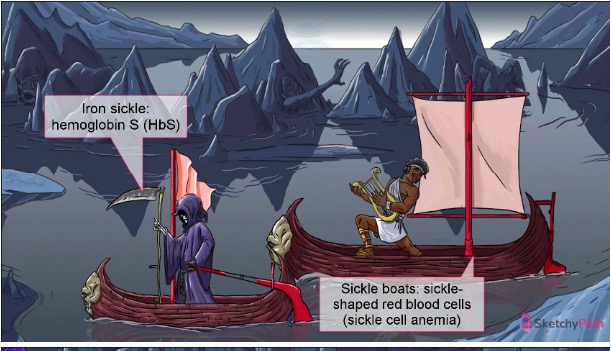 Iron sickle:
hemoglobin S (HbS)
Sickle boats: sickle-
shaped red blood cells
(sickle cell anemia)
SketchyPath